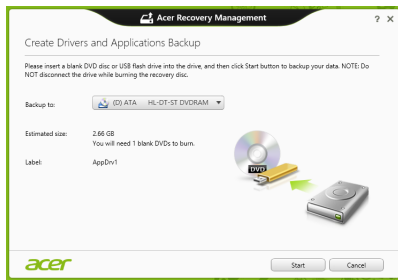 Acer Recovery Management
? ×
Create Drivers and Applications Backup
Please insert a blank DVD disc or USB flash drive into the drive, and then click Start button to backup your data. NOTE: Do
NOT disconnect the drive while burning the recovery disc.
Backup to: (D) ATA HL-DT-ST DVDRAM
Estimated size: 2.66 GB
You will need 1 blank DVDs to burn.
Label: AppDrv1
DVD
acer
Start Cancel